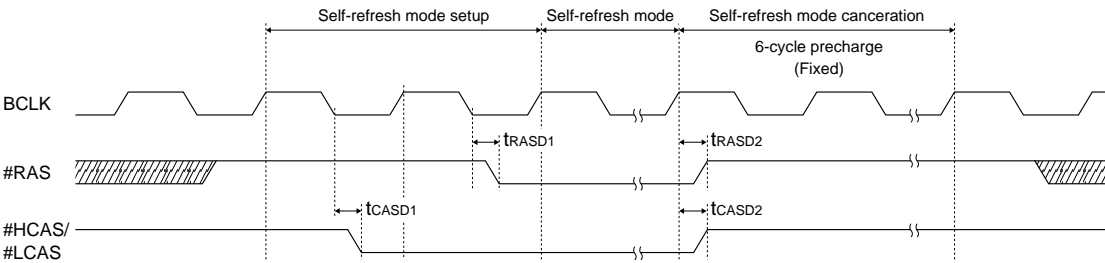 Self-refresh mode setup
Self-refresh mode
Self-refresh mode canceration
6-cycle precharge
(Fixed)
BCLK
tRASD1
tRASD2
#RAS
tCASD1
tCASD2
#HCAS/
#LCAS